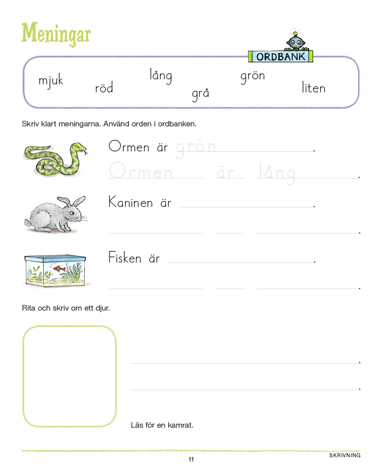 Meningar
ORDBANK
mjuk röd lång grå grön liten
Skriv klart meningarna. Använd orden i ordbanken.
Ormen är grön.
Ormen är lång.
Kaninen är .
.
Fisken är .
.
Rita och skriv om ett djur.
.
.
Läs för en kamrat.
11
SKRIVNING